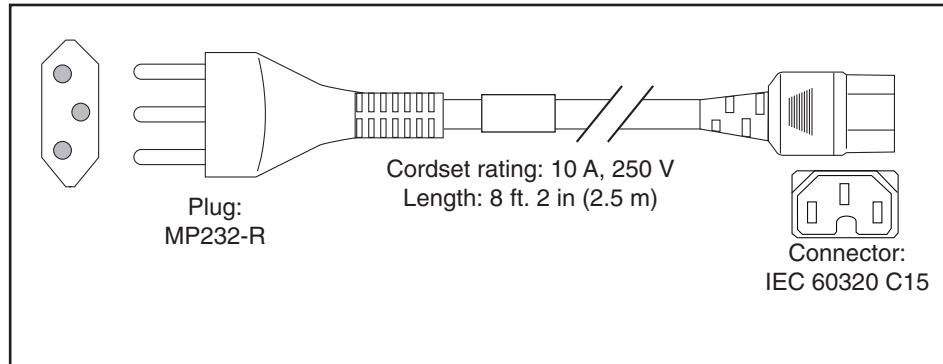 Cordset rating: 10 A, 250 V
Length: 8 ft. 2 in (2.5 m)
Plug:
MP232-R
Connector:
IEC 60320 C15